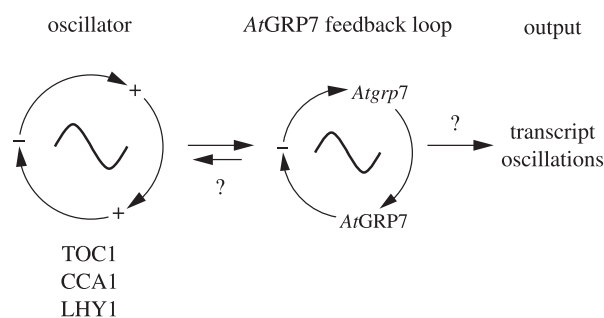 oscillator
AtGRP7 feedback loop
output
+
Atgrp7
−
−
?
?
transcript
oscillations
+
AtGRP7
TOC1
CCA1
LHY1